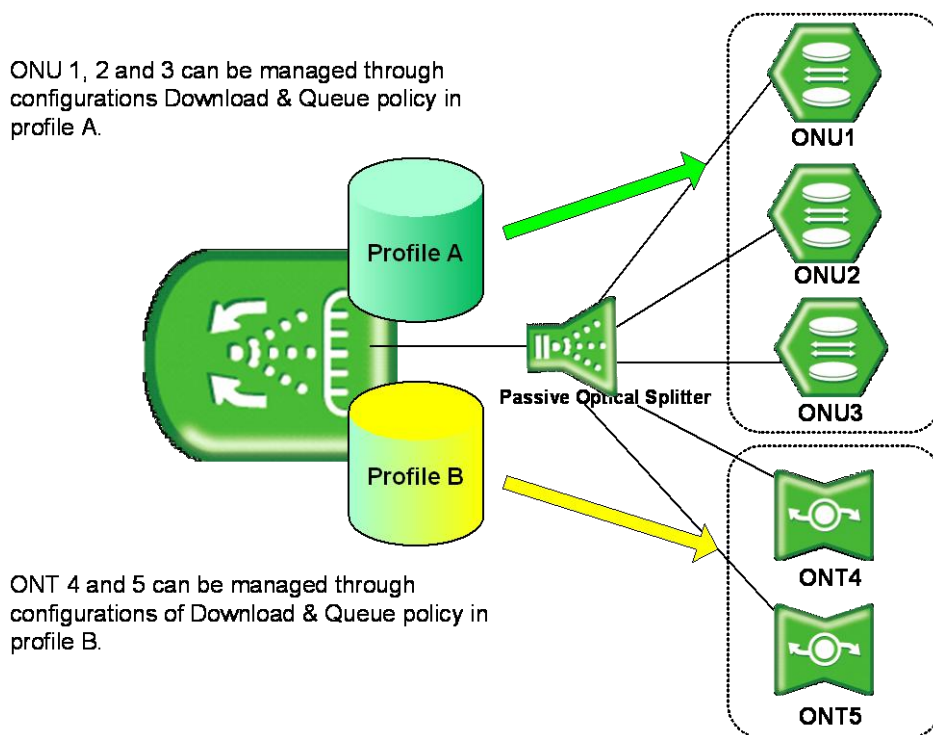 ONU 1, 2 and 3 can be managed through
configurations Download & Queue policy in
profile A.
ONU1
Profile A
ONU2
ONU3
Passive Optical Splitter
Profile B
ONT4
ONT 4 and 5 can be managed through
configurations of Download & Queue policy in
profile B.
ONT5